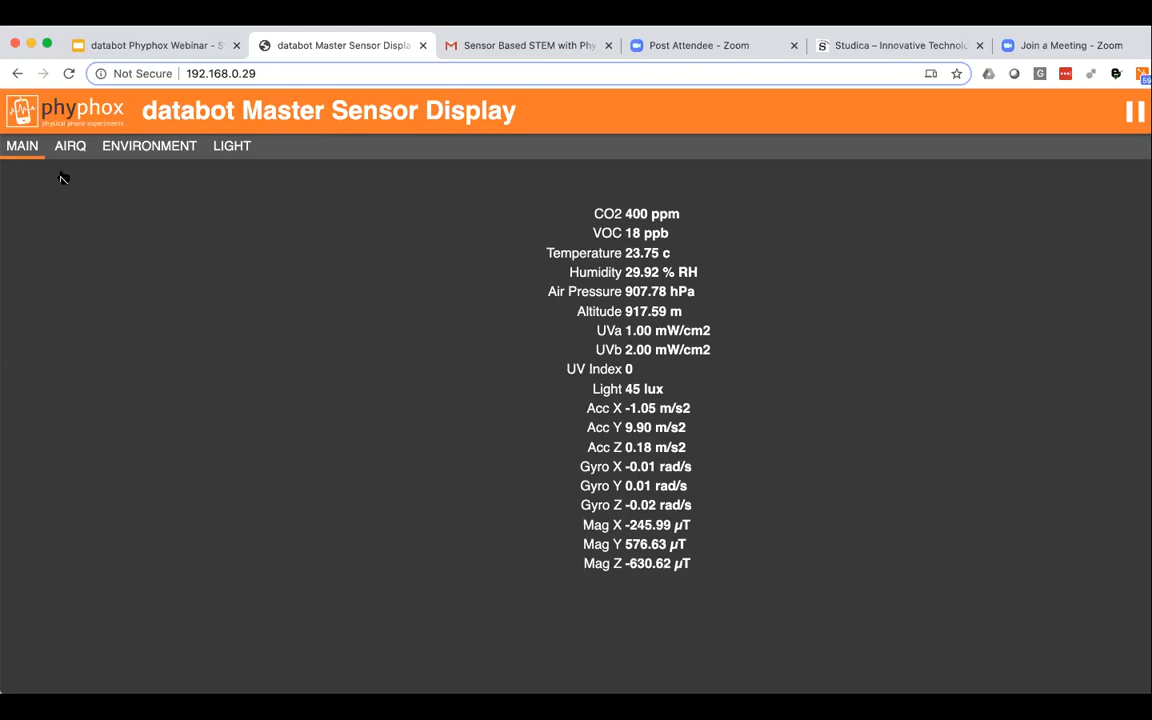 databot Phyphox Webinar - S
databot Master Sensor Displa
Sensor Based STEM with Phy
Post Attendee - Zoom
Studica – Innovative Technolo
Join a Meeting - Zoom
Not Secure
192.168.0.29
59
phyphox
physical phone experiments
databot Master Sensor Display
MAIN
AIRQ
ENVIRONMENT
LIGHT
CO2 400 ppm
VOC 18 ppb
Temperature 23.75 c
Humidity 29.92 % RH
Air Pressure 907.78 hPa
Altitude 917.59 m
UVa 1.00 mW/cm2
UVb 2.00 mW/cm2
UV Index 0
Light 45 lux
Acc X -1.05 m/s2
Acc Y 9.90 m/s2
Acc Z 0.18 m/s2
Gyro X -0.01 rad/s
Gyro Y 0.01 rad/s
Gyro Z -0.02 rad/s
Mag X -245.99 µT
Mag Y 576.63 µT
Mag Z -630.62 µT